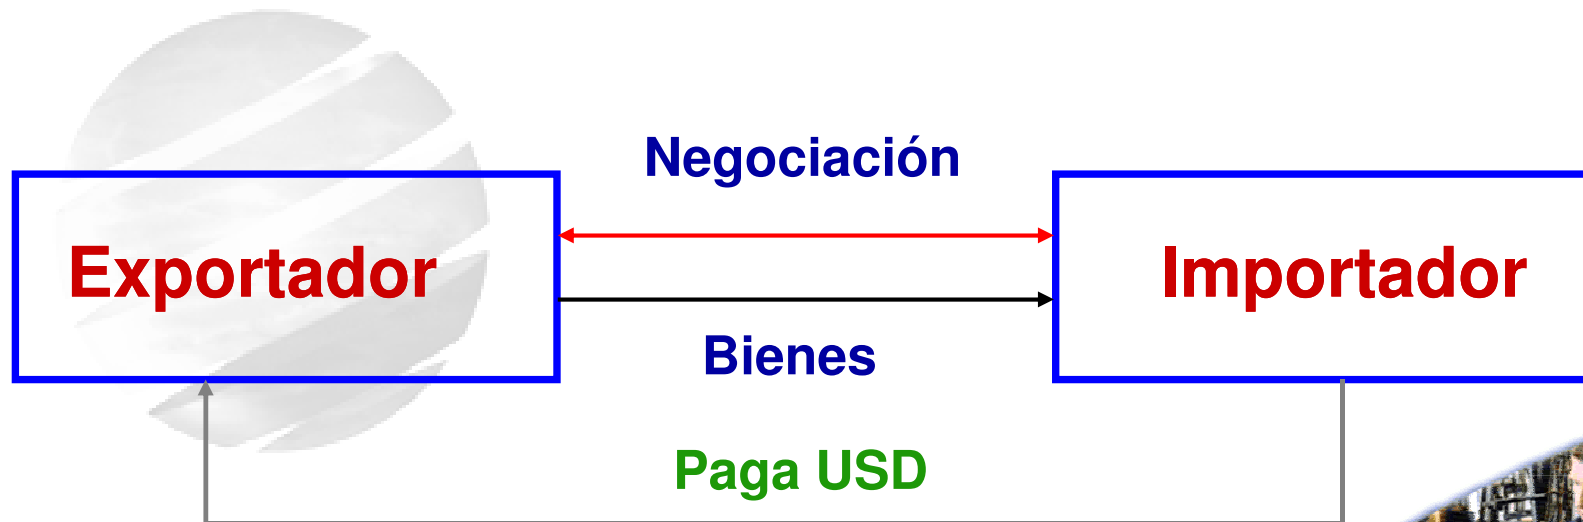 Negociación
Exportador
Importador
Bienes
Paga USD